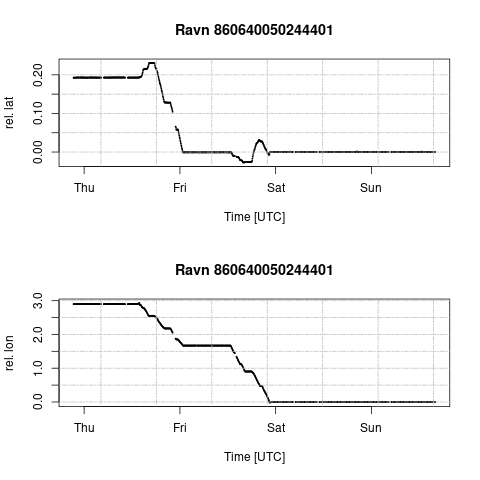 Ravn 860640050244401
rel. lat
0.20
0.10
0.00
Thu Fri Sat Sun
Time [UTC]
Ravn 860640050244401
rel. lon
3.0
2.0
1.0
0.0
Thu Fri Sat Sun
Time [UTC]